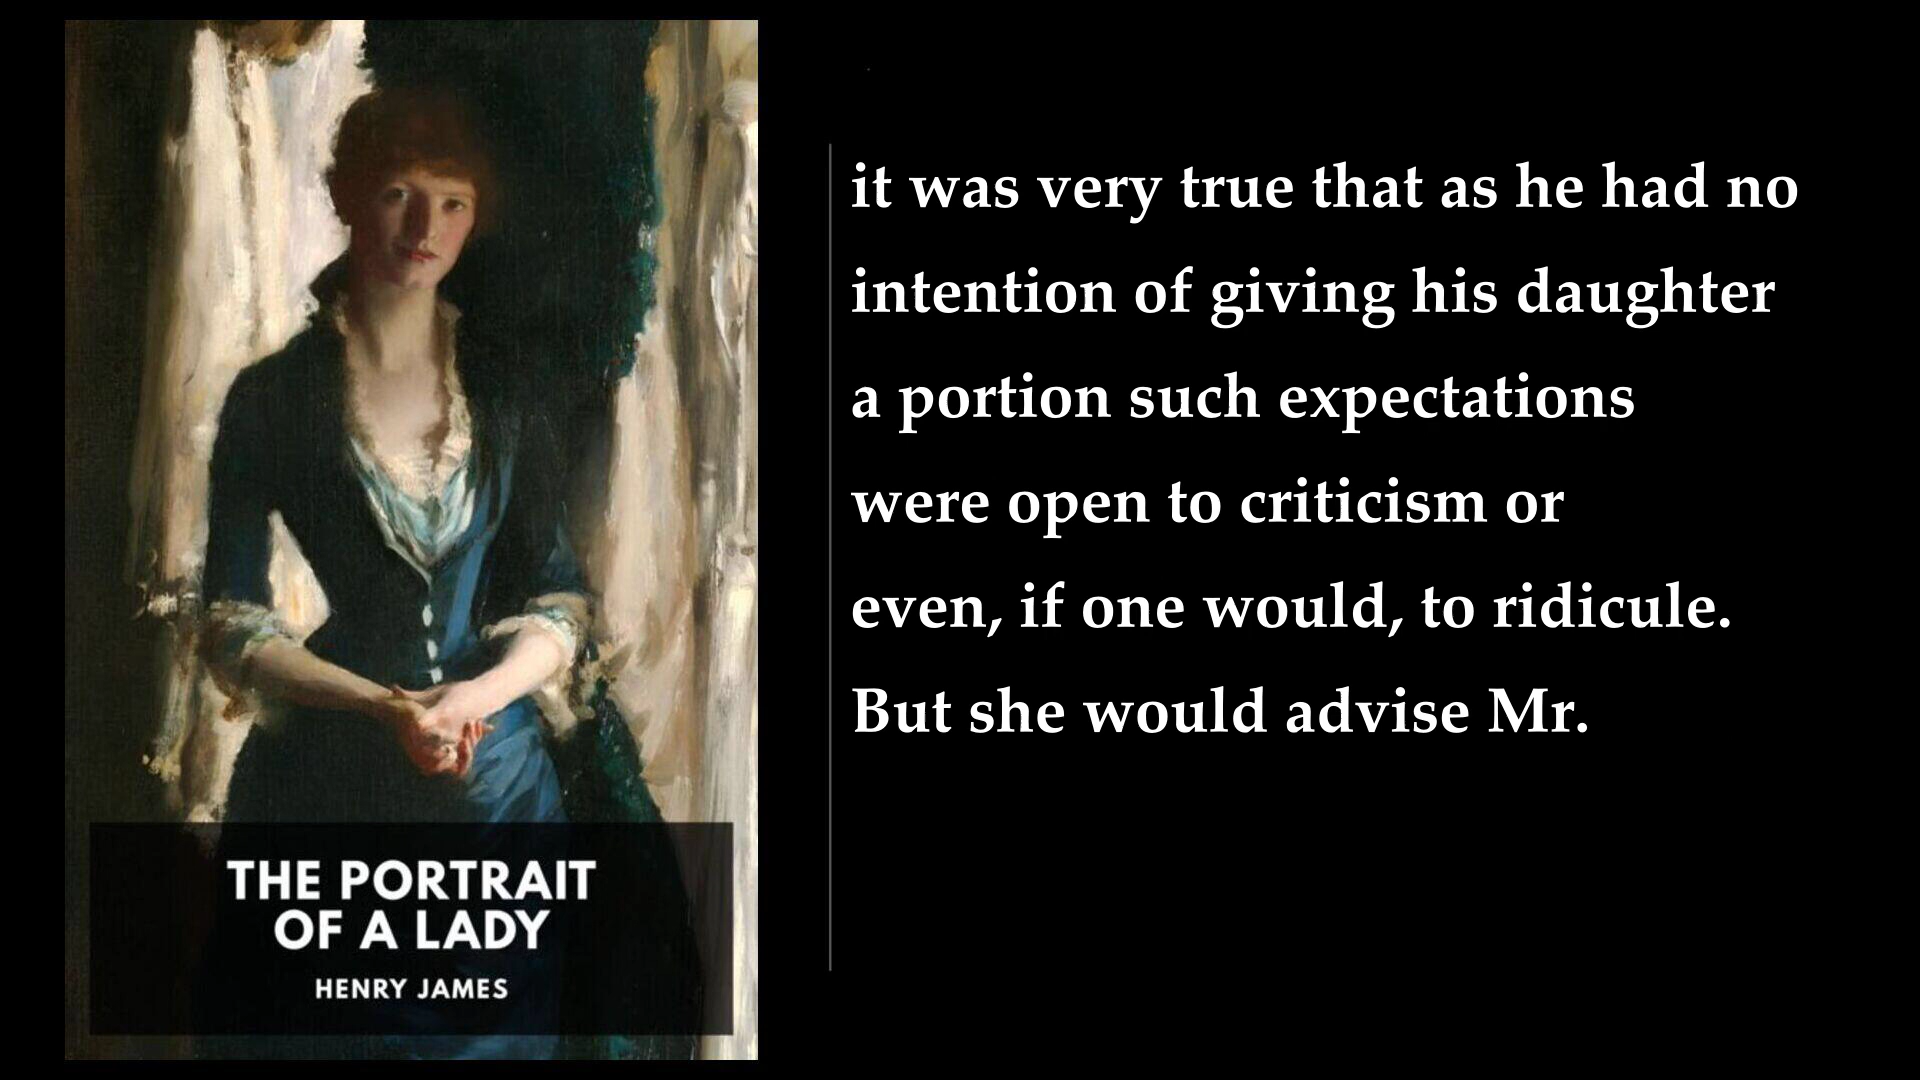 it was very true that as he had no
intention of giving his daughter
a portion such expectations
were open to criticism or
even, if one would, to ridicule.
But she would advise Mr.
THE PORTRAIT
OF A LADY
HENRY JAMES